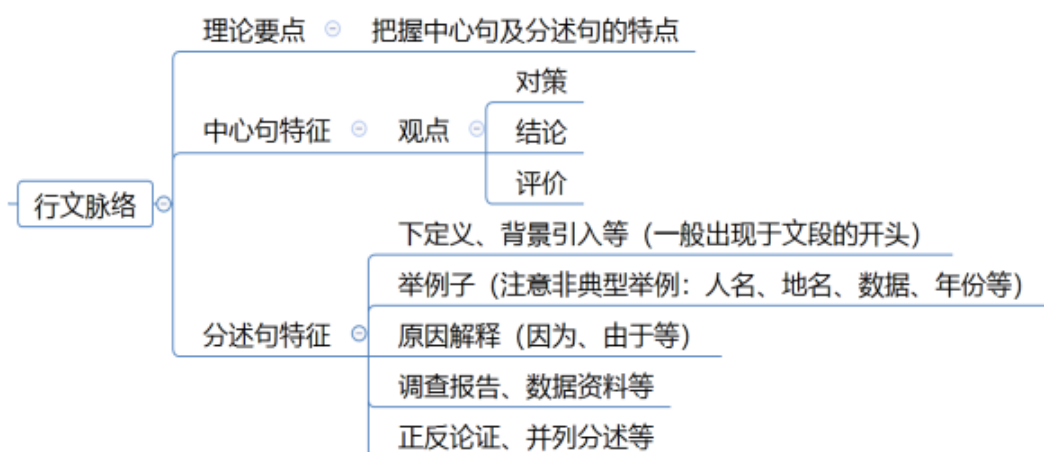 理论要点 把握中心句及分述句的特点
对策
中心句特征 观点 结论
评价
行文脉络
下定义、背景引入等（一般出现于文段的开头）
举例子（注意非典型举例：人名、地名、数据、年份等）
分述句特征 原因解释（因为、由于等）
调查报告、数据资料等
正反论证、并列分述等